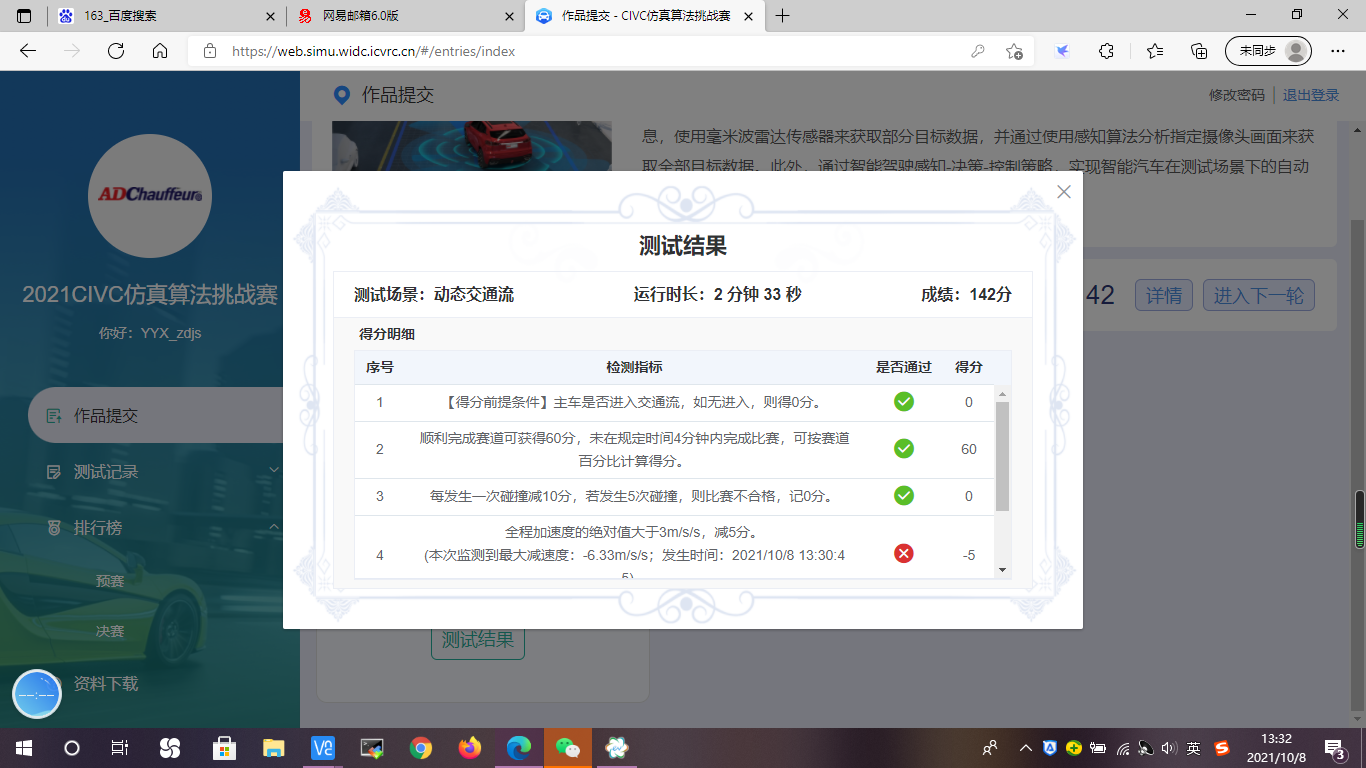 163_百度搜索
网易邮箱6.0版
作品提交 - CIVC仿真算法挑战赛
https://web.simu.widc.icvrc.cn/#/entries/index
未同步
ADChauffeur
2021CIVC仿真算法挑战赛
你好：YYX_zdjs
作品提交
测试记录
排行榜
预赛
决赛
资料下载
--:--
作品提交
修改密码
退出登录
息，使用毫米波雷达传感器来获取部分目标数据，并通过使用感知算法分析指定摄像头画面来获
取全部目标数据。此外，通过智能驾驶感知-决策-控制策略，实现智能汽车在测试场景下的自动
42
详情
进入下一轮
测试结果
测试场景：动态交通流
运行时长：2 分钟 33 秒
成绩：142分
得分明细
序号 检测指标 是否通过 得分
1 【得分前提条件】主车是否进入交通流，如无进入，则得0分。 0
2 顺利完成赛道可获得60分，未在规定时间4分钟内完成比赛，可按赛道
百分比计算得分。 60
3 每发生一次碰撞减10分，若发生5次碰撞，则比赛不合格，记0分。 0
4 全程加速度的绝对值大于3m/s/s，减5分。
(本次监测到最大减速度：-6.33m/s/s；发生时间：2021/10/8 13:30:4
5) -5
测试结果
英
13:32
2021/10/8
3